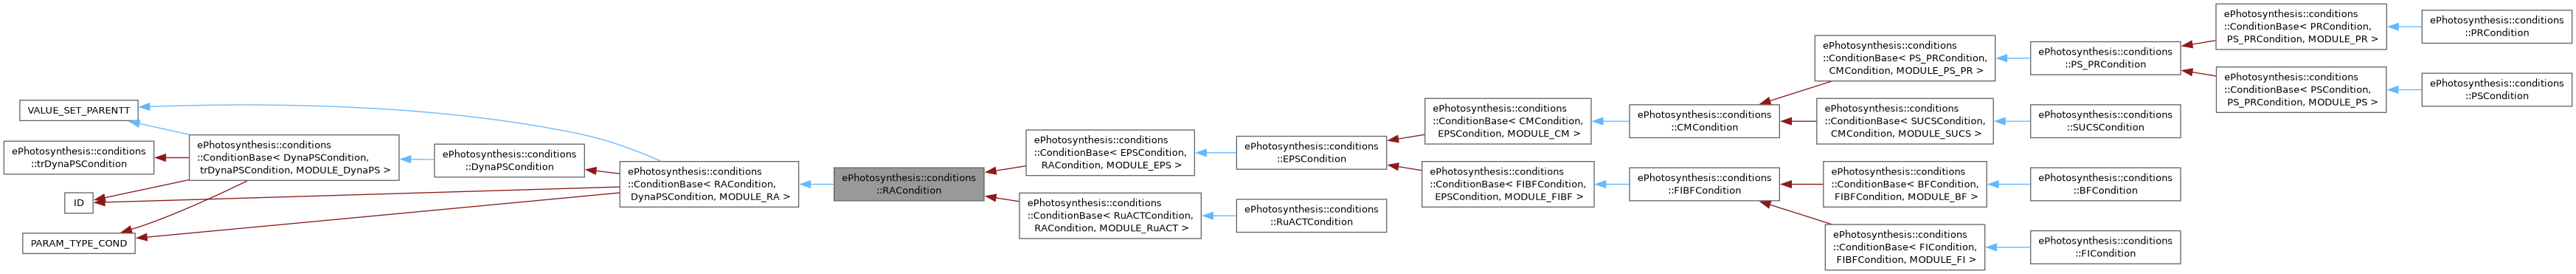 VALUE_SET_PARENTT
ePhotosynthesis::conditions
::trDynaPSCondition
ID
PARAM_TYPE_COND
ePhotosynthesis::conditions
::ConditionBase< DynaPSCondition,
trDynaPSCondition, MODULE_DynaPS >
ePhotosynthesis::conditions
::DynaPSCondition
ePhotosynthesis::conditions
::ConditionBase< RACondition,
DynaPSCondition, MODULE_RA >
ePhotosynthesis::conditions
::RACondition
ePhotosynthesis::conditions
::ConditionBase< EPSCondition,
RACondition, MODULE_EPS >
ePhotosynthesis::conditions
::ConditionBase< RuACTCondition,
RACondition, MODULE_RuACT >
ePhotosynthesis::conditions
::EPSCondition
ePhotosynthesis::conditions
::RuACTCondition
ePhotosynthesis::conditions
::ConditionBase< CMCondition,
EPSCondition, MODULE_CM >
ePhotosynthesis::conditions
::ConditionBase< FIBFCondition,
EPSCondition, MODULE_FIBF >
ePhotosynthesis::conditions
::CMCondition
ePhotosynthesis::conditions
::FIBFCondition
ePhotosynthesis::conditions
::ConditionBase< PS_PRCondition,
CMCondition, MODULE_PS_PR >
ePhotosynthesis::conditions
::ConditionBase< SUCSCondition,
CMCondition, MODULE_SUCS >
ePhotosynthesis::conditions
::ConditionBase< BFCondition,
FIBFCondition, MODULE_BF >
ePhotosynthesis::conditions
::ConditionBase< FICondition,
FIBFCondition, MODULE_FI >
ePhotosynthesis::conditions
::PS_PRCondition
ePhotosynthesis::conditions
::SUCSCondition
ePhotosynthesis::conditions
::BFCondition
ePhotosynthesis::conditions
::FICondition
ePhotosynthesis::conditions
::ConditionBase< PRCondition,
PS_PRCondition, MODULE_PR >
ePhotosynthesis::conditions
::ConditionBase< PSCondition,
PS_PRCondition, MODULE_PS >
ePhotosynthesis::conditions
::PRCondition
ePhotosynthesis::conditions
::PSCondition